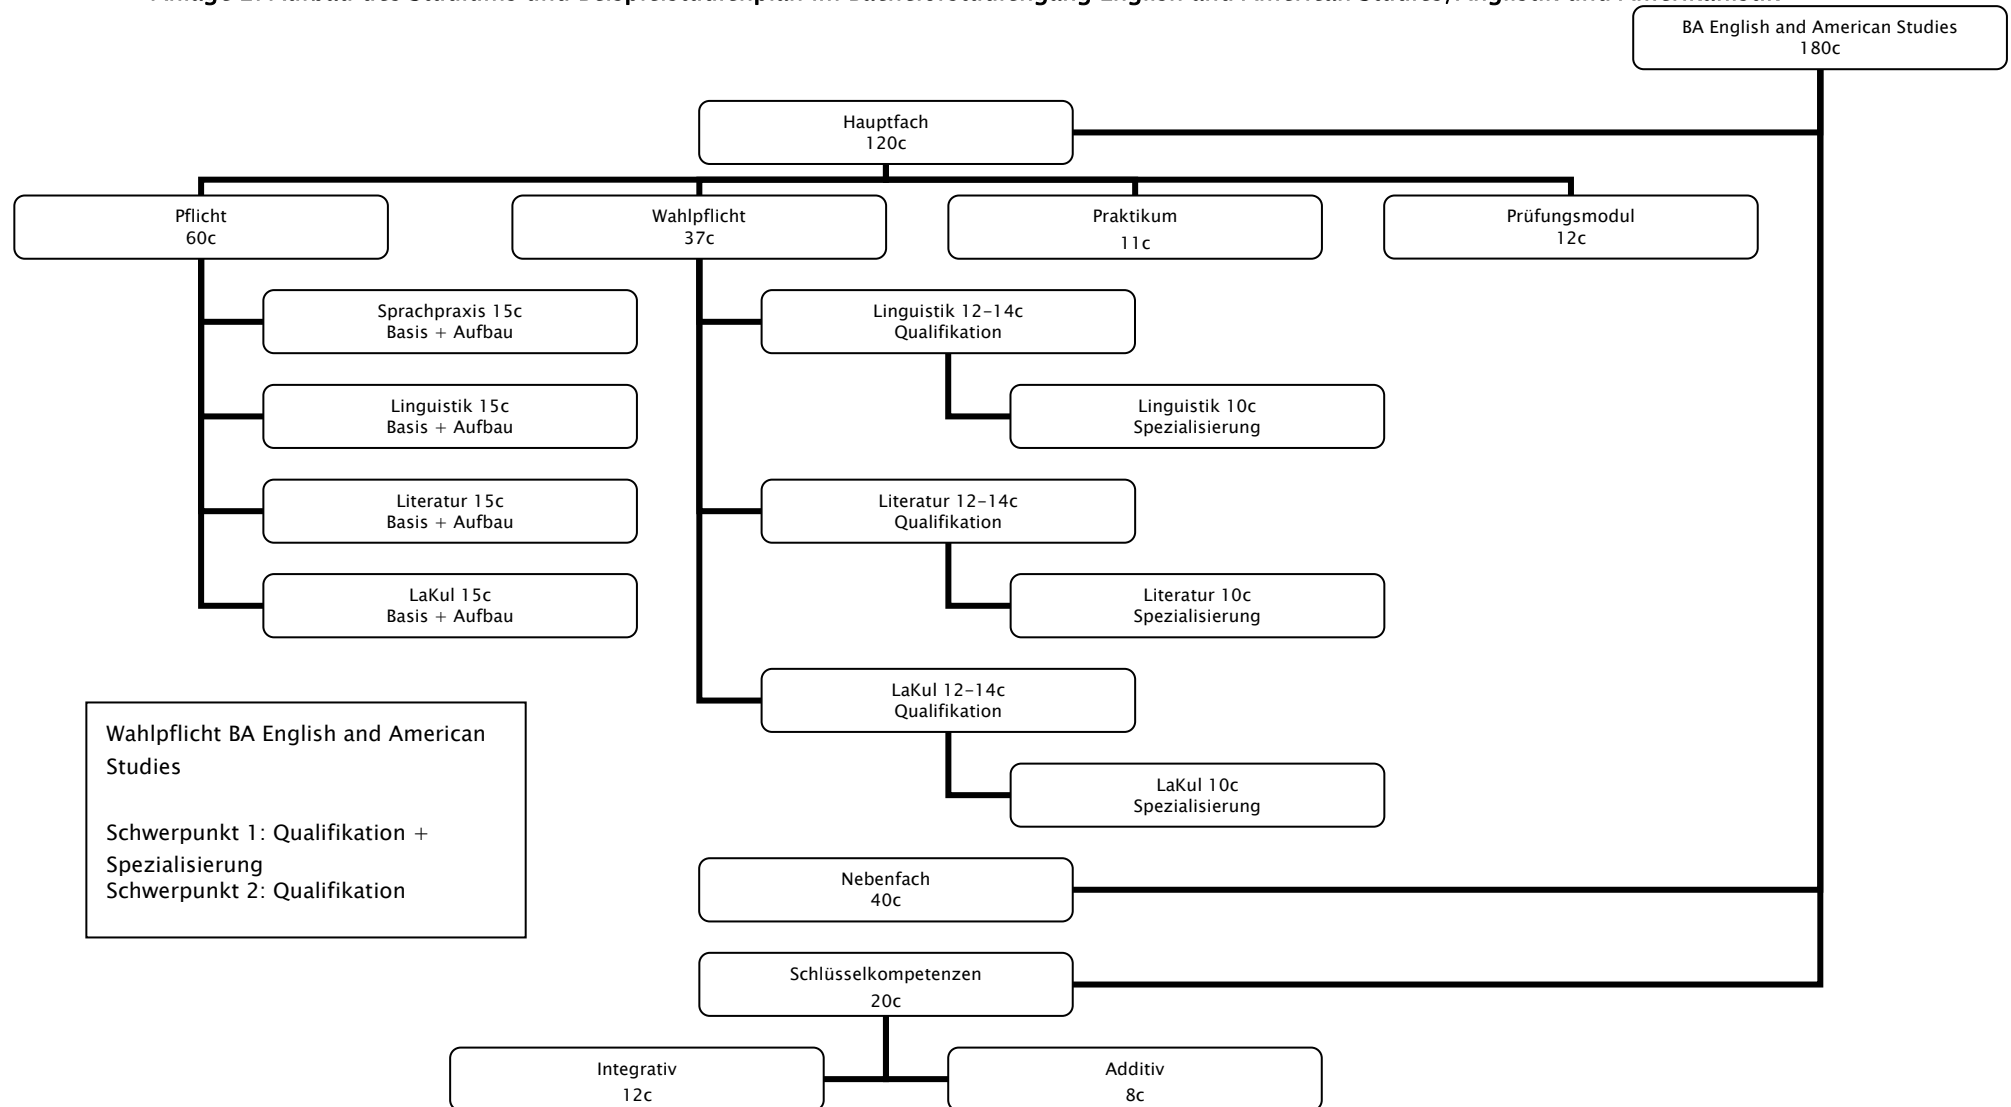 BA English and American Studies
180c
Hauptfach
120c
Pflicht
60c
Wahlpflicht
37c
Praktikum
11c
Prüfungsmodul
12c
Sprachpraxis 15c
Basis + Aufbau
Linguistik 12-14c
Qualifikation
Linguistik 15c
Basis + Aufbau
Linguistik 10c
Spezialisierung
Literatur 15c
Basis + Aufbau
Literatur 12-14c
Qualifikation
LaKul 15c
Basis + Aufbau
Literatur 10c
Spezialisierung
LaKul 12-14c
Qualifikation
LaKul 10c
Spezialisierung
Wahlpflicht BA English and American
Studies
Schwerpunkt 1: Qualifikation +
Spezialisierung
Schwerpunkt 2: Qualifikation
Nebenfach
40c
Schlüsselkompetenzen
20c
Integrativ
12c
Additiv
8c